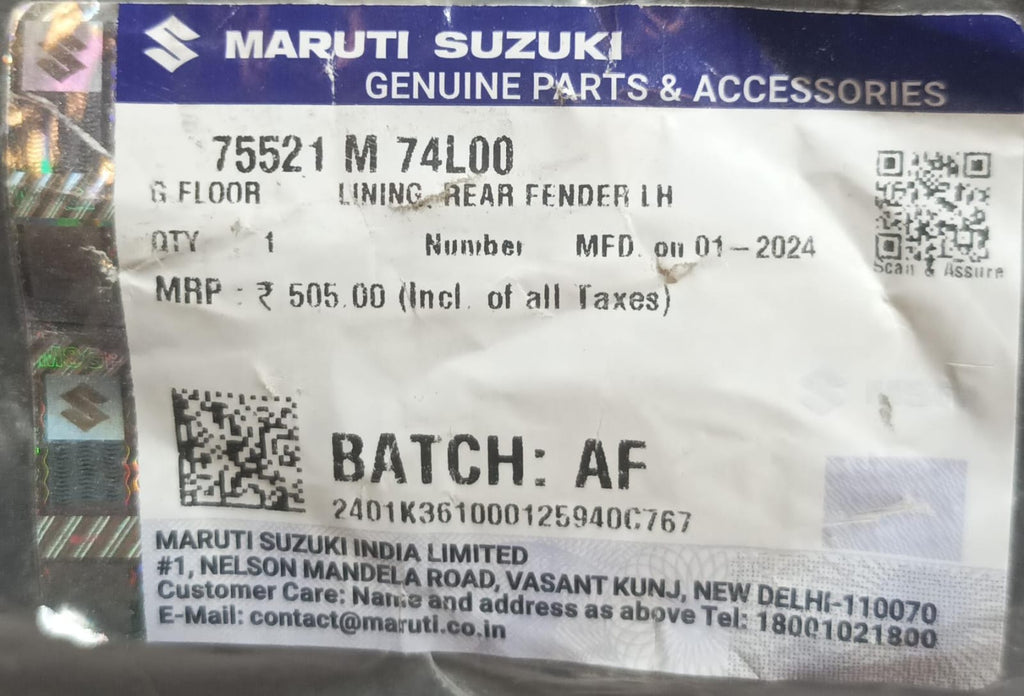 MARUTI SUZUKI
GENUINE PARTS & ACCESSORIES
75521 M 74L00
G FLOOR LINING, REAR FENDER LH
QTY : 1 Number MFD. on 01-2024
Scan & Assure
MRP : ₹ 505.00 (Incl. of all Taxes)
BATCH: AF
2401K361000125940C767
MARUTI SUZUKI INDIA LIMITED
#1, NELSON MANDELA ROAD, VASANT KUNJ, NEW DELHI-110070
Customer Care: Name and address as above Tel: 18001021800
E-Mail: contact@maruti.co.in